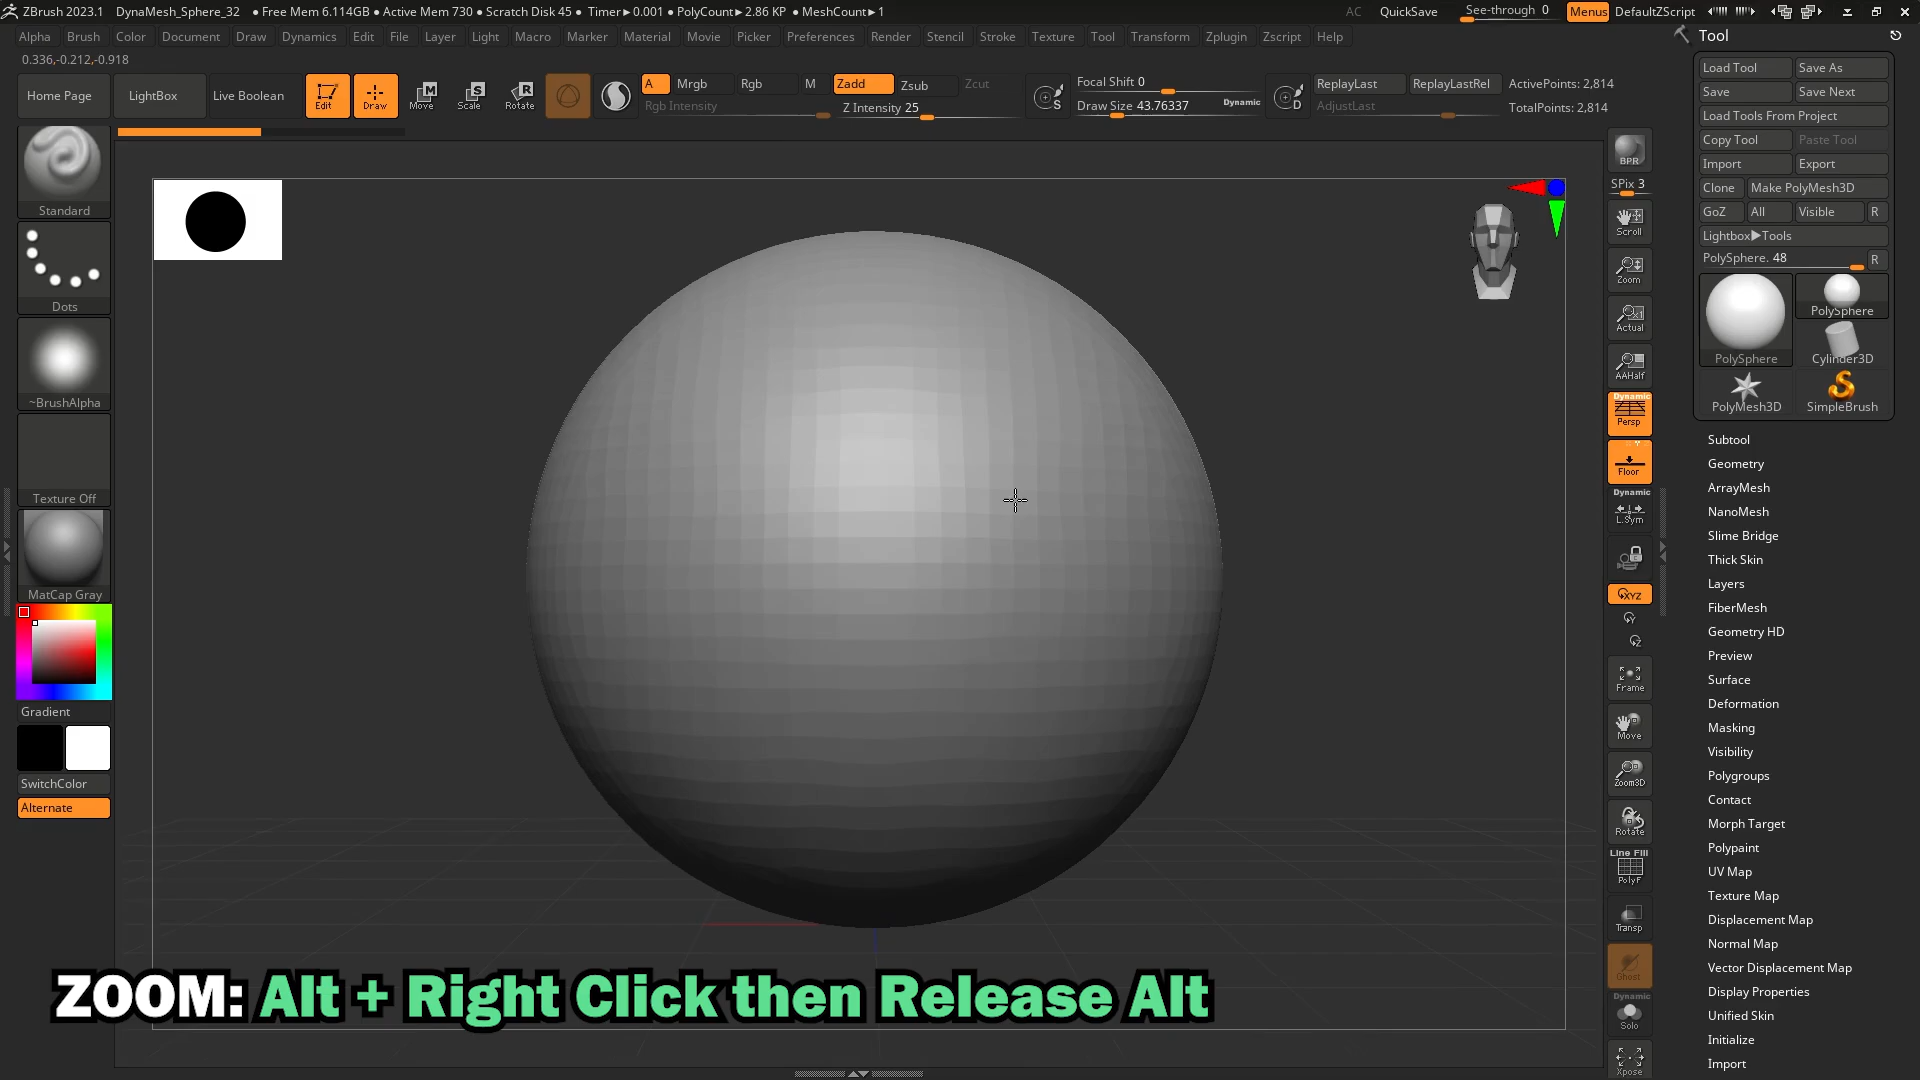 ZBrush 2023.1 DynaMesh_Sphere_32 • Free Mem 6.114GB • Active Mem 730 • Scratch Disk 45 • Timer▸0.001 • PolyCount▸2.86 KP • MeshCount▸1 AC QuickSave See-through 0 Menus DefaultZScript
Alpha Brush Color Document Draw Dynamics Edit File Layer Light Macro Marker Material Movie Picker Preferences Render Stencil Stroke Texture Tool Transform Zplugin Zscript Help
0.336,-0.212,-0.918
Home Page LightBox Live Boolean Edit Draw Move Scale Rotate
A Mrgb Rgb M Zadd Zsub Zcut
Rgb Intensity Z Intensity 25
Focal Shift 0
Draw Size 43.76337 Dynamic
S
D
ReplayLast ReplayLastRel ActivePoints: 2,814
AdjustLast TotalPoints: 2,814
Standard
Dots
~BrushAlpha
Texture Off
MatCap Gray
Gradient
SwitchColor
Alternate
BPR
SPix 3
Scroll
Zoom
Actual
AAHalf
Dynamic
Persp
Floor
Dynamic
L.Sym
XYZ
Y
Z
Frame
Move
Zoom3D
Rotate
Line Fill
PolyF
Transp
Ghost
Dynamic
Solo
Xpose
Tool
Load Tool Save As
Save Save Next
Load Tools From Project
Copy Tool Paste Tool
Import Export
Clone Make PolyMesh3D
GoZ All Visible R
Lightbox▸Tools
PolySphere. 48 R
PolySphere
PolySphere
Cylinder3D
PolyMesh3D SimpleBrush
Subtool
Geometry
ArrayMesh
NanoMesh
Slime Bridge
Thick Skin
Layers
FiberMesh
Geometry HD
Preview
Surface
Deformation
Masking
Visibility
Polygroups
Contact
Morph Target
Polypaint
UV Map
Texture Map
Displacement Map
Normal Map
Vector Displacement Map
Display Properties
Unified Skin
Initialize
Import
ZOOM: Alt + Right Click then Release Alt